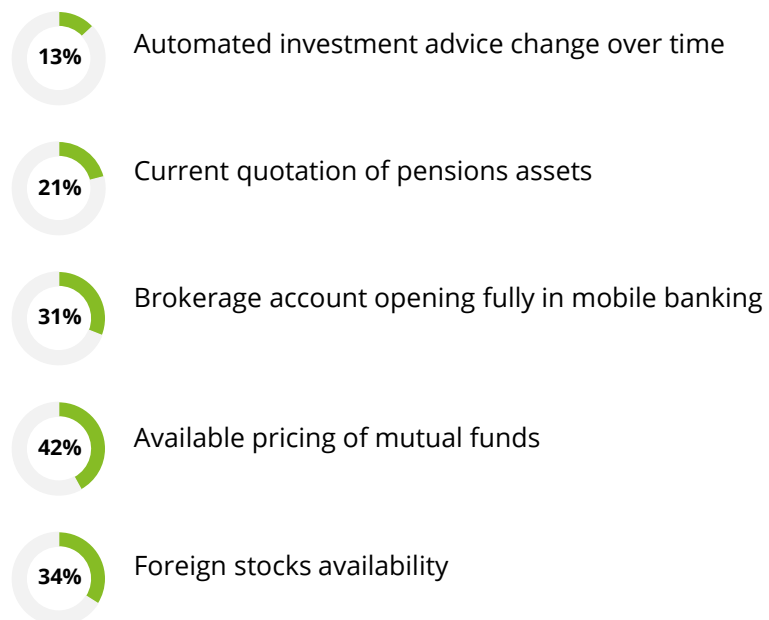 13% Automated investment advice change over time
21% Current quotation of pensions assets
31% Brokerage account opening fully in mobile banking
42% Available pricing of mutual funds
34% Foreign stocks availability